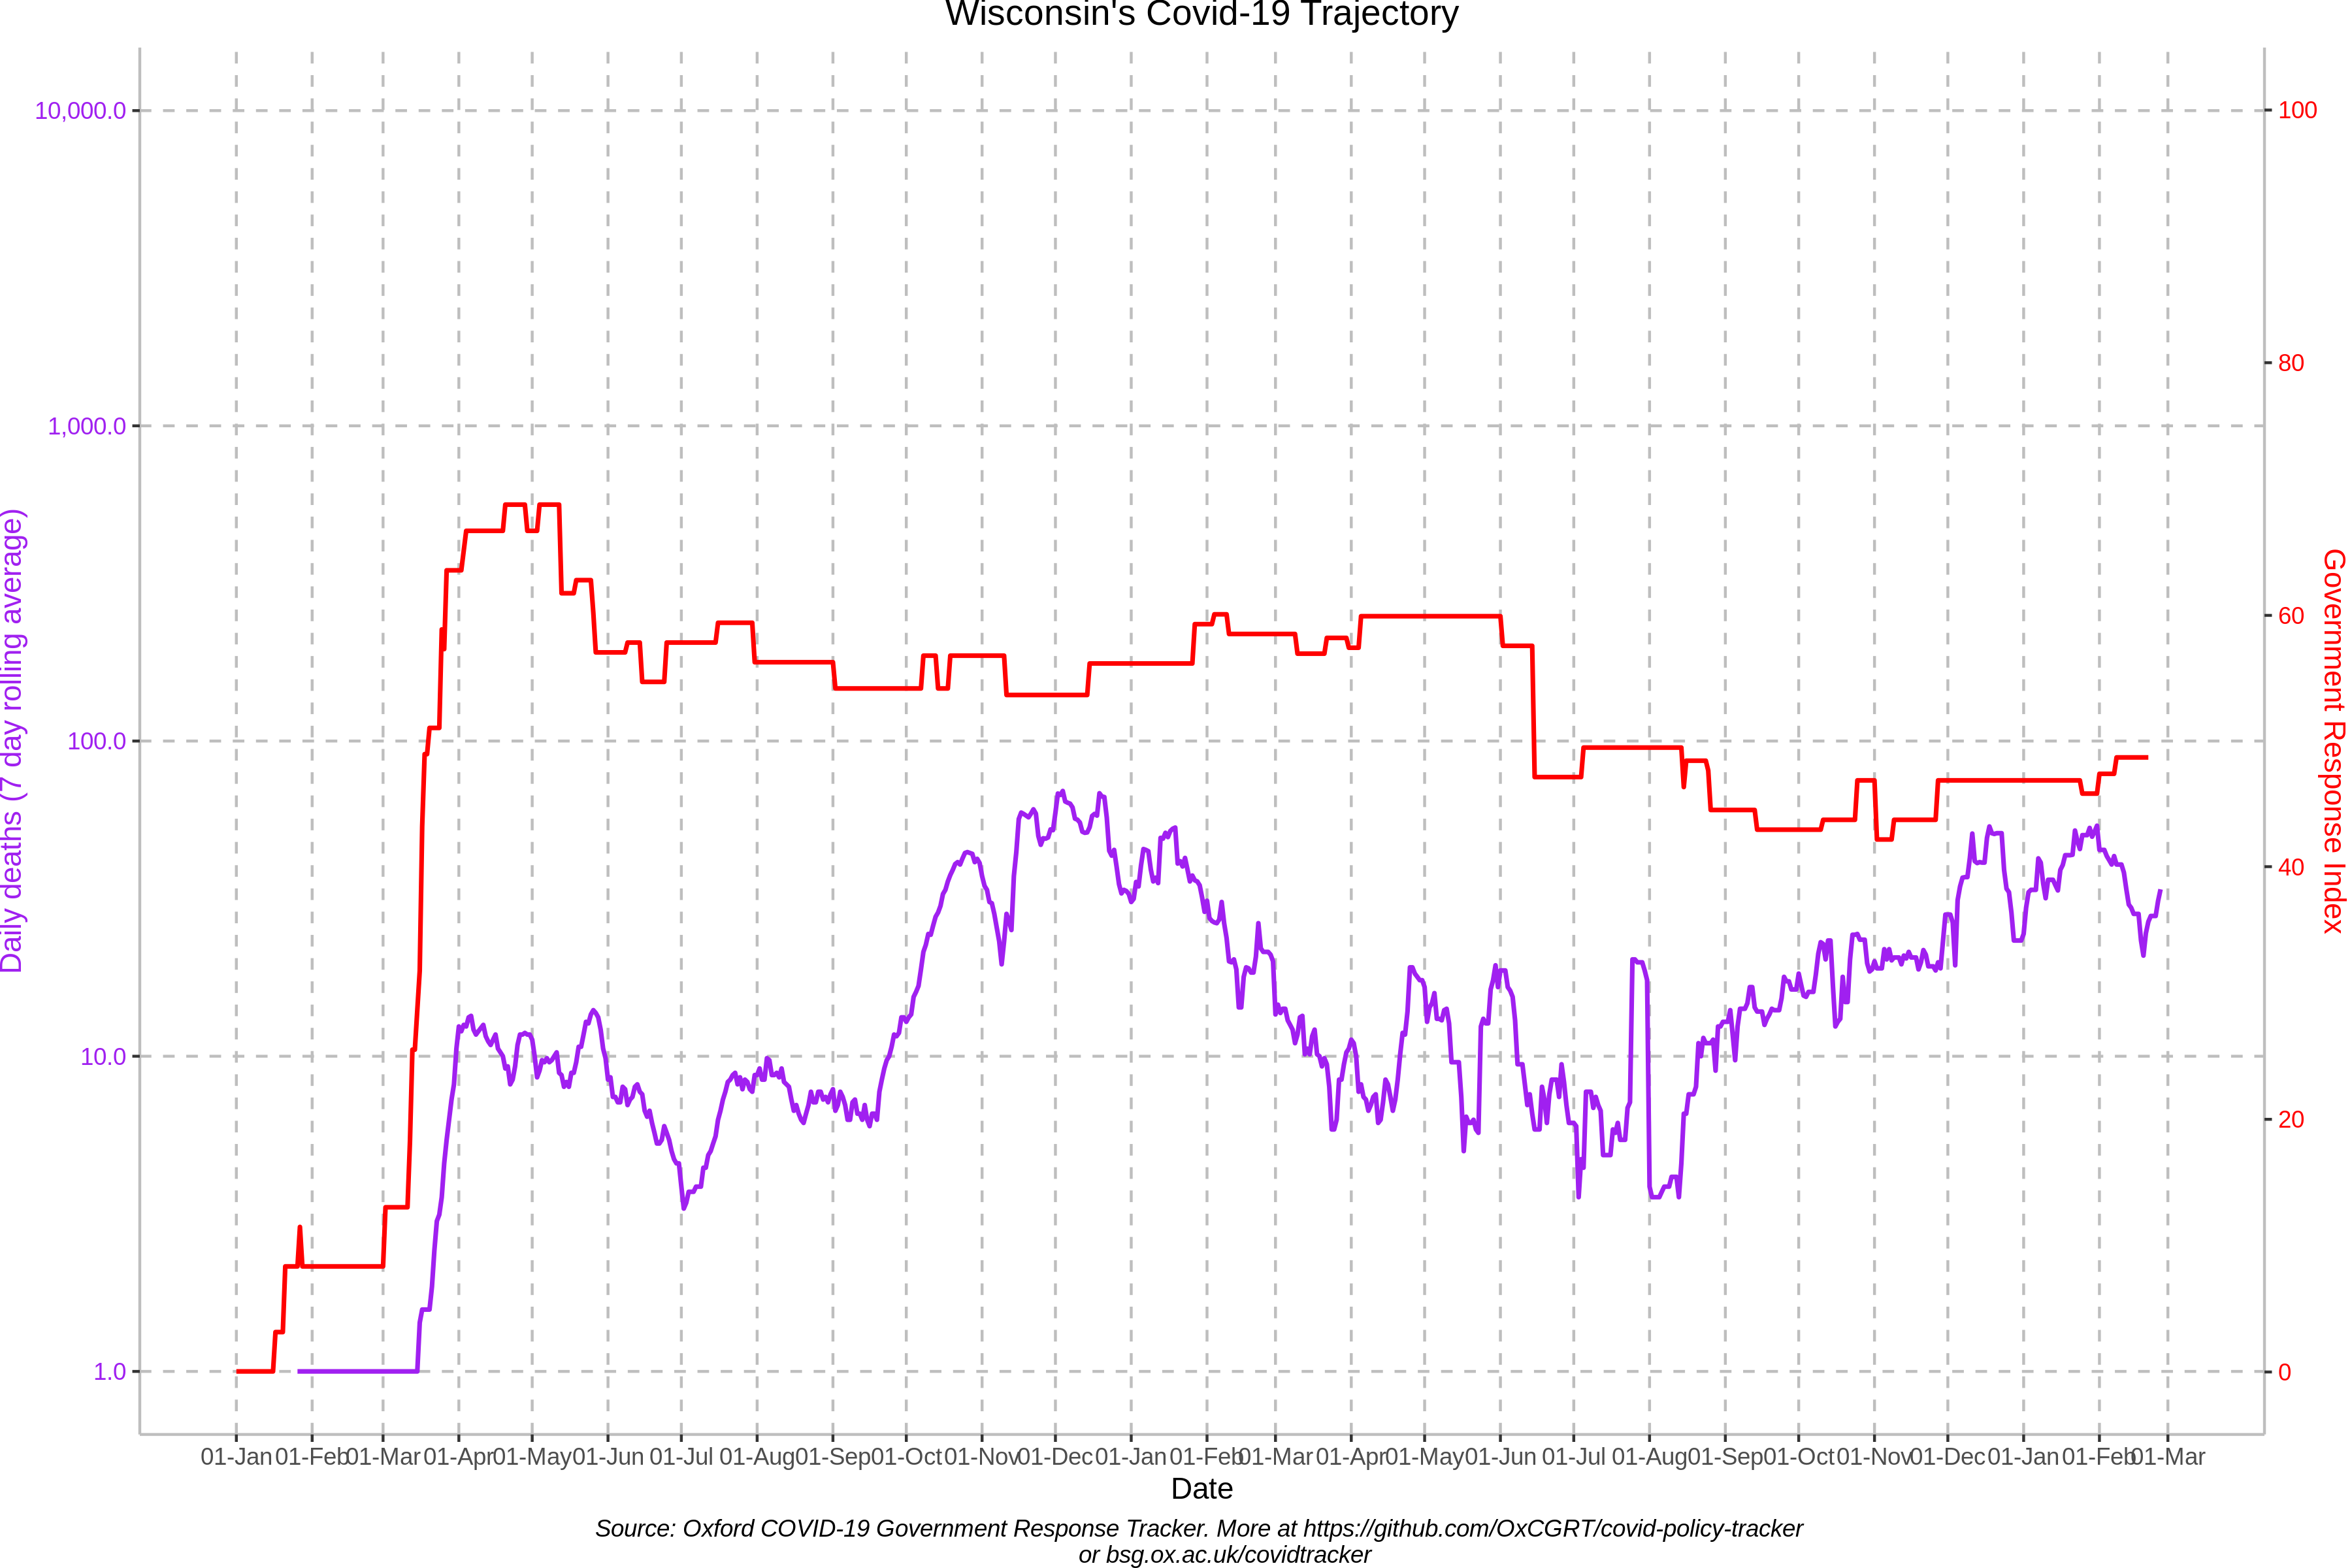 Wisconsin's Covid-19 Trajectory
10,000.0
1,000.0
100.0
10.0
1.0
Daily deaths (7 day rolling average)
100
80
60
40
20
0
Government Response Index
01-Jan 01-Feb 01-Mar 01-Apr 01-May 01-Jun 01-Jul 01-Aug 01-Sep 01-Oct 01-Nov 01-Dec 01-Jan 01-Feb 01-Mar 01-Apr 01-May 01-Jun 01-Jul 01-Aug 01-Sep 01-Oct 01-Nov 01-Dec 01-Jan 01-Feb 01-Mar
Date
Source: Oxford COVID-19 Government Response Tracker. More at https://github.com/OxCGRT/covid-policy-tracker
or bsg.ox.ac.uk/covidtracker